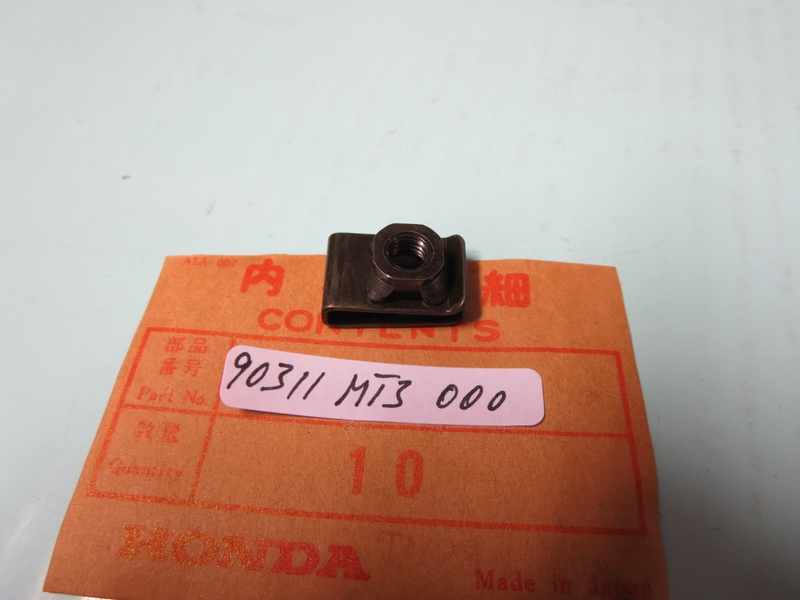 内 細
CONTENTS
部品
番号
Part No.
90311 MT3 000
数量
Quantity
10
HONDA
Made in Japan